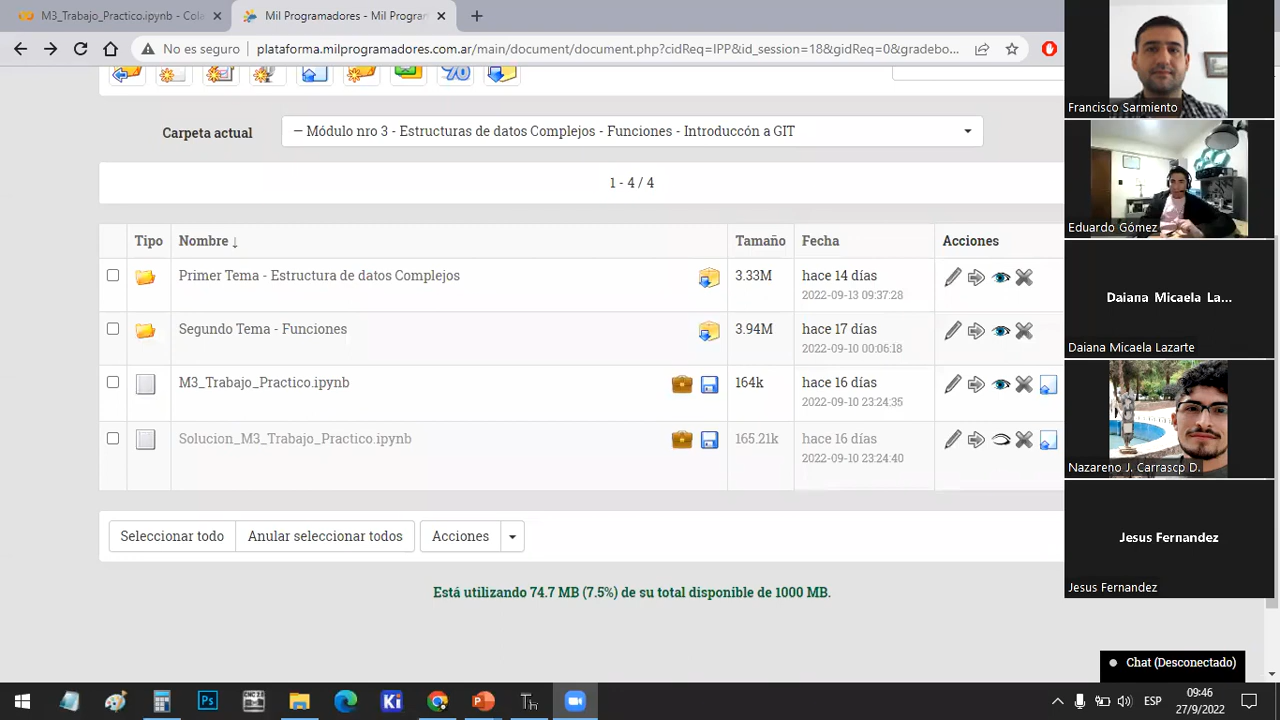 M3_Trabajo_Practico.ipynb - Cola
Mil Programadores - Mil Program
No es seguro
plataforma.milprogramadores.com.ar/main/document/document.php?cidReq=IPP&id_session=18&gidReq=0&gradebo...
Carpeta actual
— Módulo nro 3 - Estructuras de datos Complejos - Funciones - Introduccón a GIT
1 - 4 / 4
Tipo Nombre ↓ Tamaño Fecha Acciones
Primer Tema - Estructura de datos Complejos 3.33M hace 14 días
2022-09-13 09:37:28
Segundo Tema - Funciones 3.94M hace 17 días
2022-09-10 00:06:18
M3_Trabajo_Practico.ipynb 164k hace 16 días
2022-09-10 23:24:35
Solucion_M3_Trabajo_Practico.ipynb 165.21k hace 16 días
2022-09-10 23:24:40
Seleccionar todo Anular seleccionar todos Acciones
Está utilizando 74.7 MB (7.5%) de su total disponible de 1000 MB.
Francisco Sarmiento
Eduardo Gómez
Daiana Micaela La...
Daiana Micaela Lazarte
Nazareno J. Carrascp D.
Jesus Fernandez
Jesus Fernandez
Chat (Desconectado)
Ps
Ki
ESP
09:46
27/9/2022